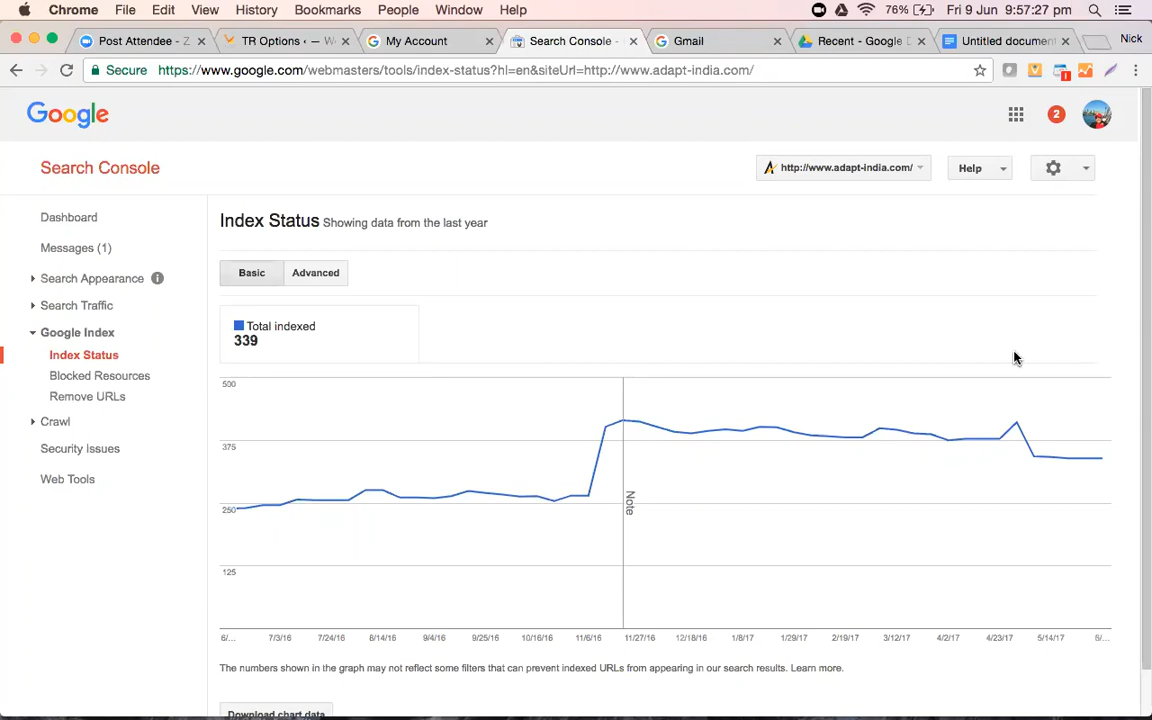 Chrome File Edit View History Bookmarks People Window Help 76% Fri 9 Jun 9:57:27 pm
Post Attendee - Z × TR Options ‹ — W × My Account × Search Console - × Gmail × Recent - Google D × Untitled document × Nick
Secure https://www.google.com/webmasters/tools/index-status?hl=en&siteUrl=http://www.adapt-india.com/
Google 2
Search Console http://www.adapt-india.com/ Help
Dashboard
Messages (1)
Search Appearance i
Search Traffic
Google Index
Index Status
Blocked Resources
Remove URLs
Crawl
Security Issues
Web Tools
Index Status Showing data from the last year
Basic Advanced
Total indexed
339
500
375
250
125
Note
6/... 7/3/16 7/24/16 8/14/16 9/4/16 9/25/16 10/16/16 11/6/16 11/27/16 12/18/16 1/8/17 1/29/17 2/19/17 3/12/17 4/2/17 4/23/17 5/14/17 6/...
The numbers shown in the graph may not reflect some filters that can prevent indexed URLs from appearing in our search results. Learn more.
Download chart data